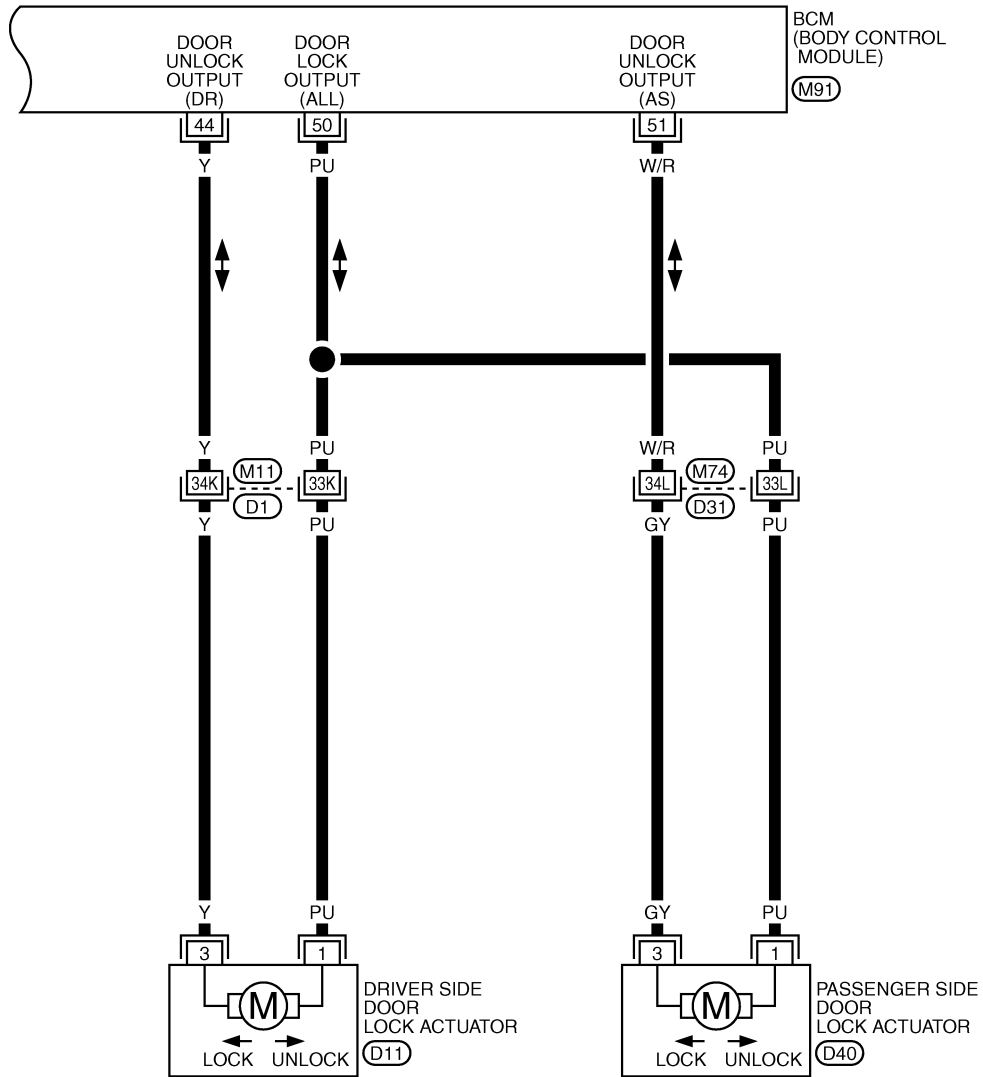 BCM
(BODY CONTROL
MODULE)
M91
DOOR
UNLOCK
OUTPUT
(DR)
DOOR
LOCK
OUTPUT
(ALL)
DOOR
UNLOCK
OUTPUT
(AS)
44
50
51
Y
PU
W/R
Y
PU
W/R
PU
34K
M11
D1
33K
34L
M74
D31
33L
Y
PU
GY
PU
Y
PU
GY
PU
3
1
3
1
M
LOCK
UNLOCK
DRIVER SIDE
DOOR
LOCK ACTUATOR
D11
M
LOCK
UNLOCK
PASSENGER SIDE
DOOR
LOCK ACTUATOR
D40